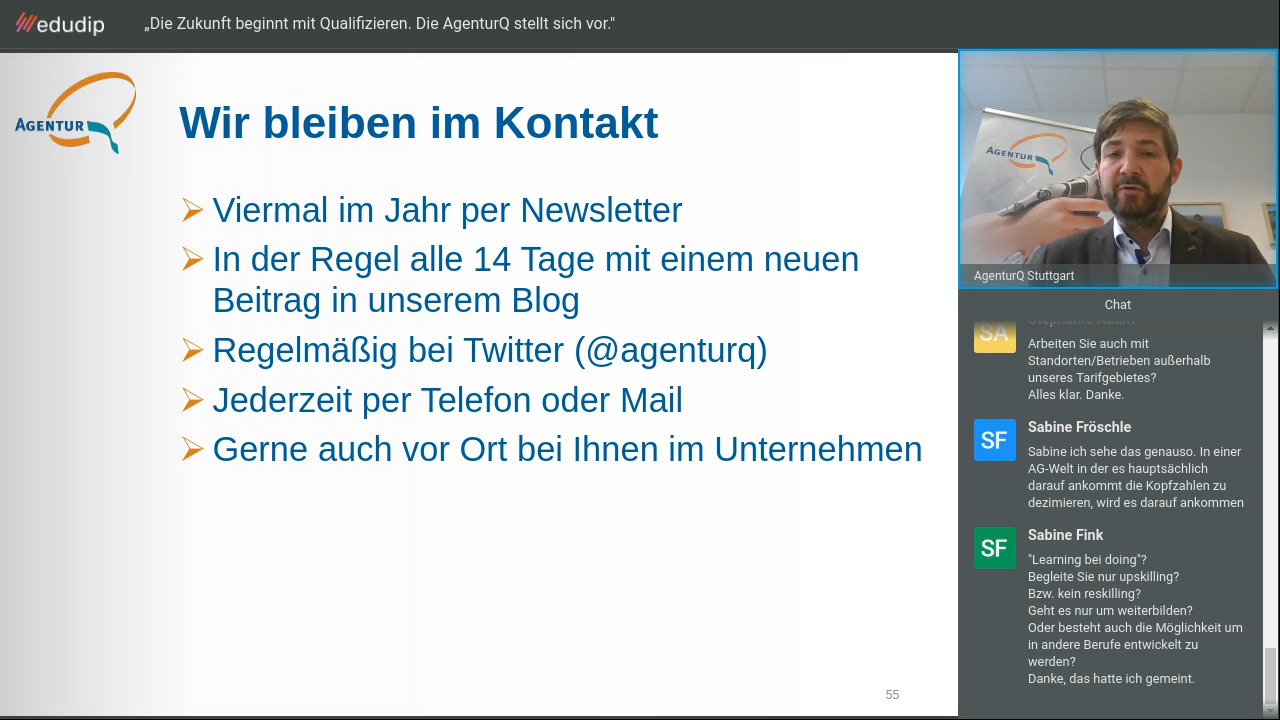 edudip
„Die Zukunft beginnt mit Qualifizieren. Die AgenturQ stellt sich vor."
AGENTUR
Wir bleiben im Kontakt
Viermal im Jahr per Newsletter
In der Regel alle 14 Tage mit einem neuen
Beitrag in unserem Blog
Regelmäßig bei Twitter (@agenturq)
Jederzeit per Telefon oder Mail
Gerne auch vor Ort bei Ihnen im Unternehmen
55
AGENTUR
AgenturQ Stuttgart
Chat
SA
Arbeiten Sie auch mit
Standorten/Betrieben außerhalb
unseres Tarifgebietes?
Alles klar. Danke.
SF
Sabine Fröschle
Sabine ich sehe das genauso. In einer
AG-Welt in der es hauptsächlich
darauf ankommt die Kopfzahlen zu
dezimieren, wird es darauf ankommen
SF
Sabine Fink
"Learning bei doing"?
Begleite Sie nur upskilling?
Bzw. kein reskilling?
Geht es nur um weiterbilden?
Oder besteht auch die Möglichkeit um
in andere Berufe entwickelt zu
werden?
Danke, das hatte ich gemeint.